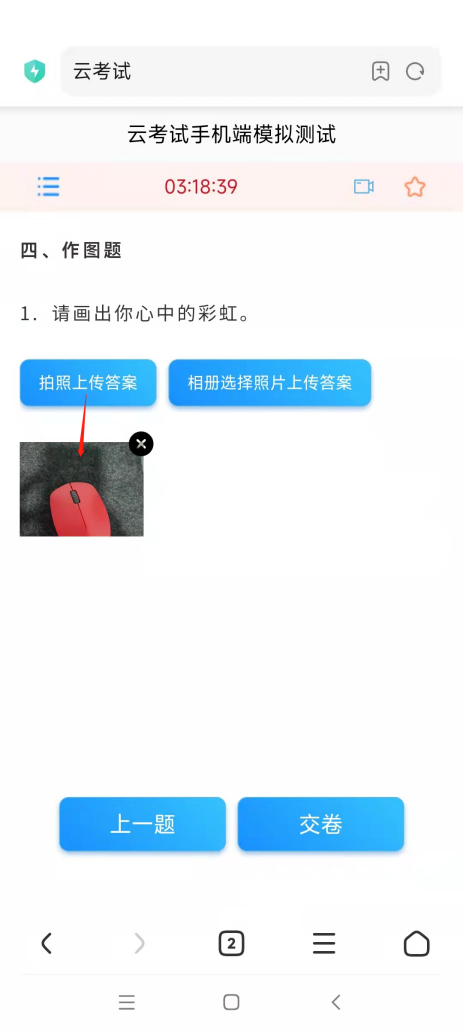 云考试
云考试手机端模拟测试
03:18:39
四、作图题
1. 请画出你心中的彩虹。
拍照上传答案 相册选择照片上传答案
上一题 交卷
2